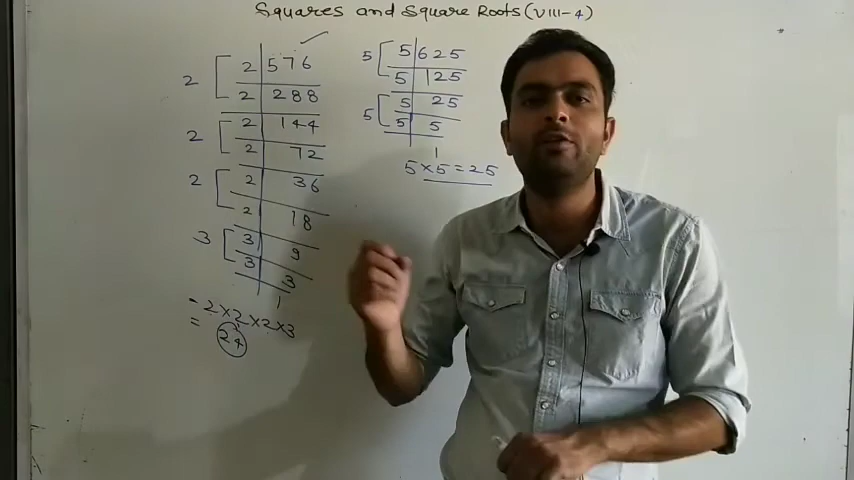 Squares and Square Roots (VIII-4)
2 2 576
2 288
2 2 144
2 72
2 2 36
2 18
3 3 9
3 3
1
2×2×2×3
= 24
5 5 625
5 125
5 5 25
5 5
1
5×5=25